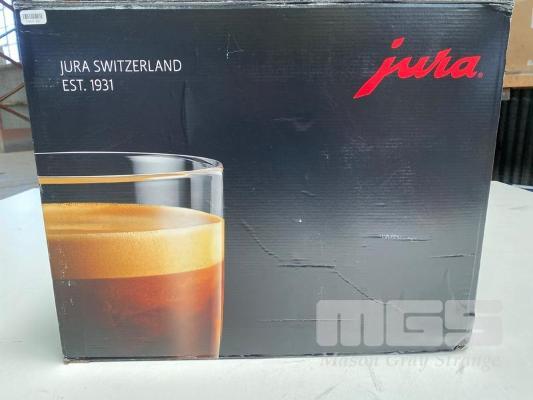 JURA SWITZERLAND
EST. 1931
jura
MGS
Mason Gray Strange